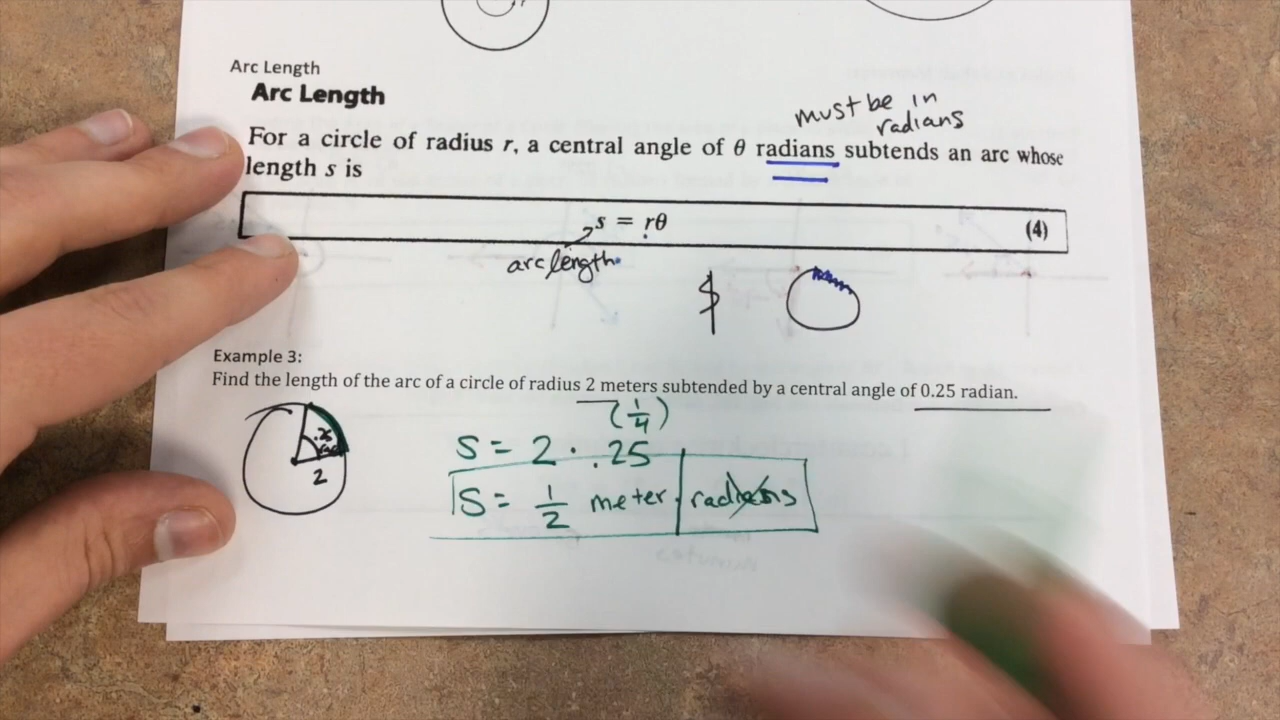 Arc Length
Arc Length
must be in
radians
For a circle of radius r, a central angle of θ radians subtends an arc whose
length s is
s = rθ (4)
arc length
$
Example 3:
Find the length of the arc of a circle of radius 2 meters subtended by a central angle of 0.25 radian.
(1/4)
S = 2 · .25
2
S = 1/2 meter radians